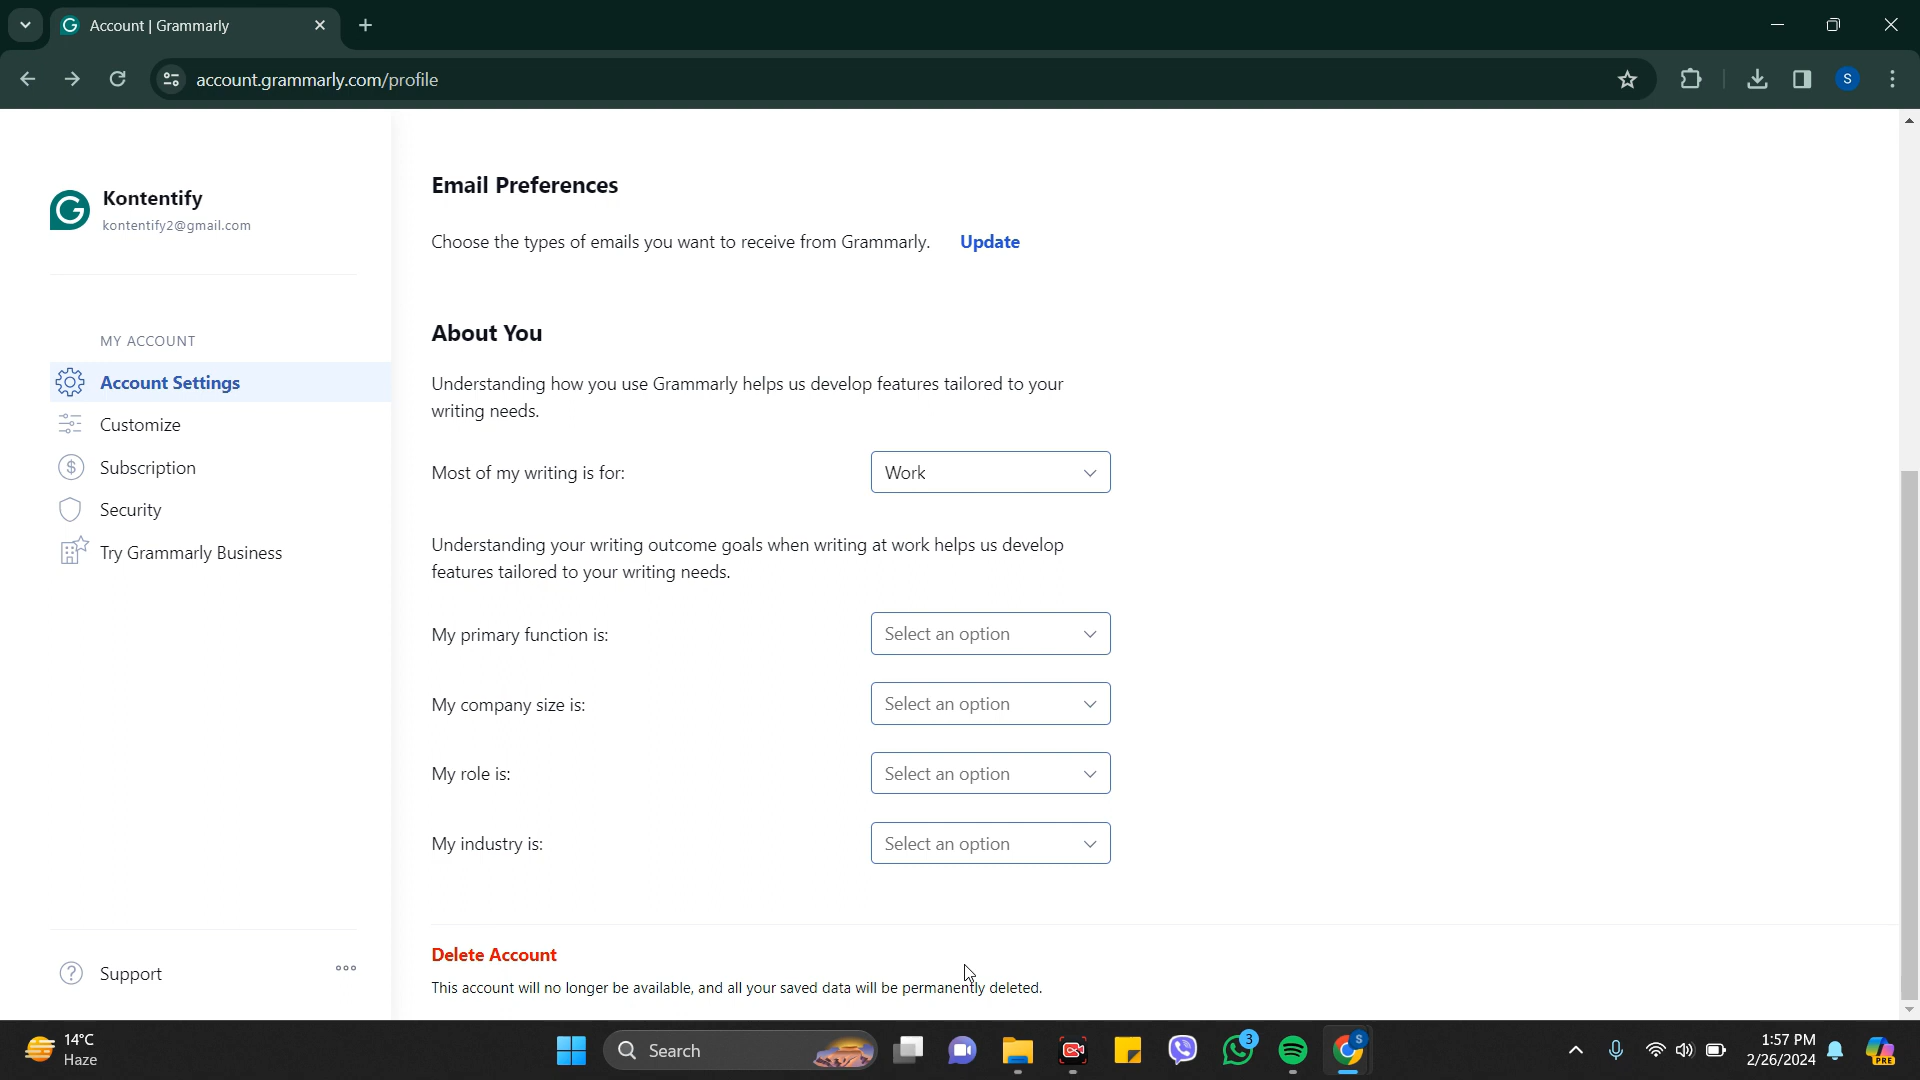 Account | Grammarly
account.grammarly.com/profile
S
Kontentify
kontentify2@gmail.com
MY ACCOUNT
Account Settings
Customize
Subscription
Security
Try Grammarly Business
Support
Email Preferences
Choose the types of emails you want to receive from Grammarly. Update
About You
Understanding how you use Grammarly helps us develop features tailored to your
writing needs.
Most of my writing is for: Work
Understanding your writing outcome goals when writing at work helps us develop
features tailored to your writing needs.
My primary function is: Select an option
My company size is: Select an option
My role is: Select an option
My industry is: Select an option
Delete Account
This account will no longer be available, and all your saved data will be permanently deleted.
14°C
Haze
Search
3
S
1:57 PM
2/26/2024
PRE